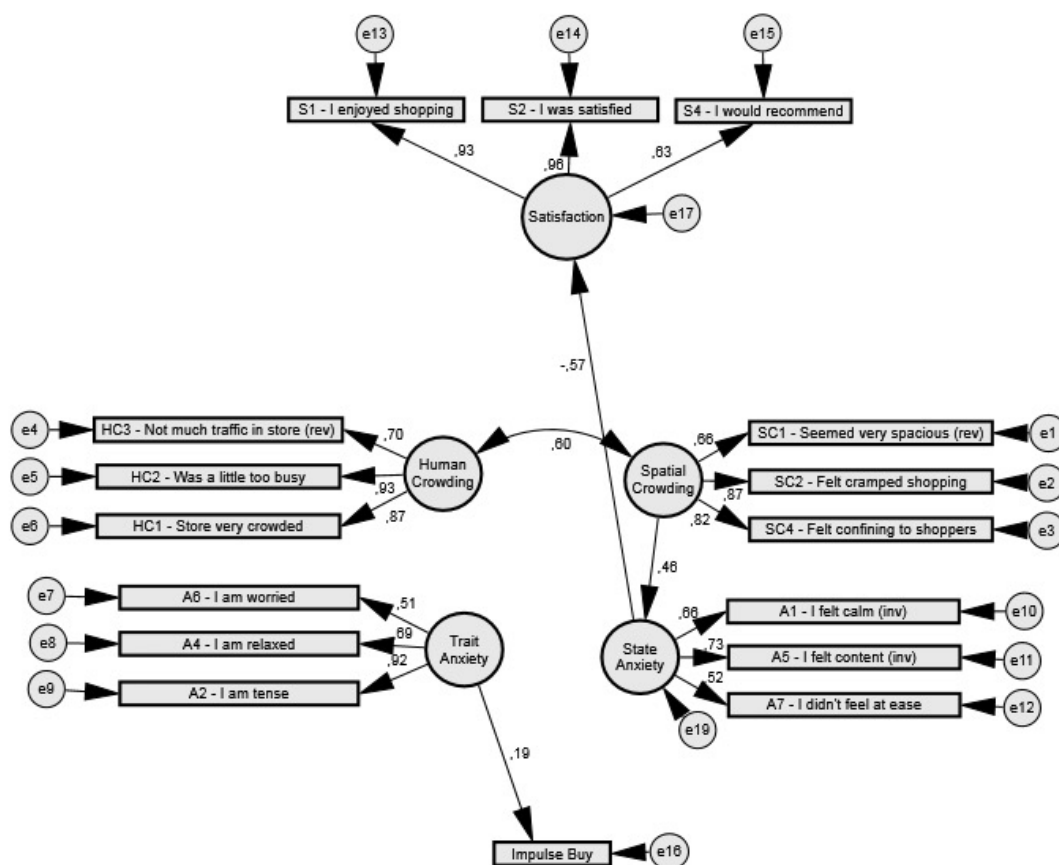 e13
e14
e15
S1 - I enjoyed shopping
S2 - I was satisfied
S4 - I would recommend
,93
,96
,63
Satisfaction
e17
-,57
e4
HC3 - Not much traffic in store (rev)
,70
e5
HC2 - Was a little too busy
,93
e6
HC1 - Store very crowded
,87
Human
Crowding
,60
Spatial
Crowding
,66
SC1 - Seemed very spacious (rev)
e1
,87
SC2 - Felt cramped shopping
e2
,82
SC4 - Felt confining to shoppers
e3
,46
e7
A6 - I am worried
,51
e8
A4 - I am relaxed
,69
e9
A2 - I am tense
,92
Trait
Anxiety
State
Anxiety
,66
A1 - I felt calm (inv)
e10
,73
A5 - I felt content (inv)
e11
,52
A7 - I didn't feel at ease
e12
e19
,19
Impulse Buy
e16